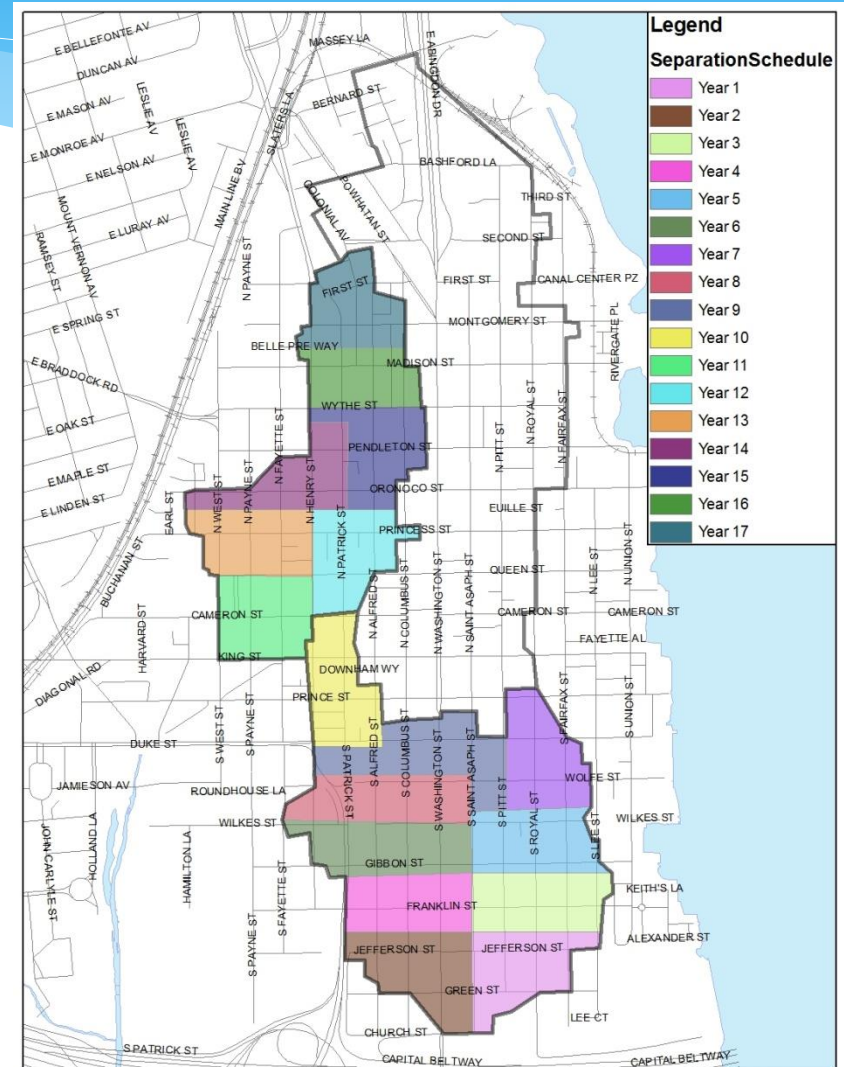 Legend
SeparationSchedule
Year 1
Year 2
Year 3
Year 4
Year 5
Year 6
Year 7
Year 8
Year 9
Year 10
Year 11
Year 12
Year 13
Year 14
Year 15
Year 16
Year 17
E BELLEFONTE AV
DUNCAN AV
LESLIE AV
E MASON AV
LESLIE AV
E MONROE AV
E NELSON AV
MOUNT VERNON AV
E LURAY AV
RAMSEY ST
E SPRING ST
E BRADDOCK RD
E OAK ST
E MAPLE ST
E LINDEN ST
MAIN LINE BV
SLATERS LA
N PAYNE ST
MASSEY LA
E ABINGDON DR
BERNARD ST
BASHFORD LA
COLONIAL AV
POWHATAN ST
THIRD ST
SECOND ST
FIRST ST
FIRST ST
CANAL CENTER PZ
MONTGOMERY ST
RIVERGATE PL
BELLE PRE WAY
MADISON ST
WYTHE ST
N FAYETTE ST
PENDLETON ST
N PITT ST
N ROYAL ST
N FAIRFAX ST
ORONOCO ST
EARL ST
N WEST ST
N PAYNE ST
N HENRY ST
N PATRICK ST
PRINCESS ST
EUILLE ST
BUCHANAN ST
QUEEN ST
N ALFRED ST
N COLUMBUS ST
N WASHINGTON ST
N SAINT ASAPH ST
N LEE ST
N UNION ST
CAMERON ST
CAMERON ST
CAMERON ST
FAYETTE AL
HARVARD ST
KING ST
DIAGONAL RD
DOWNHAM WY
PRINCE ST
S WEST ST
S PAYNE ST
DUKE ST
S PATRICK ST
S ALFRED ST
S COLUMBUS ST
S WASHINGTON ST
S SAINT ASAPH ST
S PITT ST
S ROYAL ST
S FAIRFAX ST
S UNION ST
WOLFE ST
JAMIESON AV
ROUNDHOUSE LA
WILKES ST
WILKES ST
S LEE ST
JOHN CARLYLE ST
HOLLAND LA
HAMILTON LA
GIBBON ST
KEITH'S LA
S FAYETTE ST
FRANKLIN ST
S PAYNE ST
ALEXANDER ST
JEFFERSON ST
JEFFERSON ST
GREEN ST
LEE CT
CHURCH ST
S PATRICK ST
CAPITAL BELTWAY
CAPITAL BELTWAY